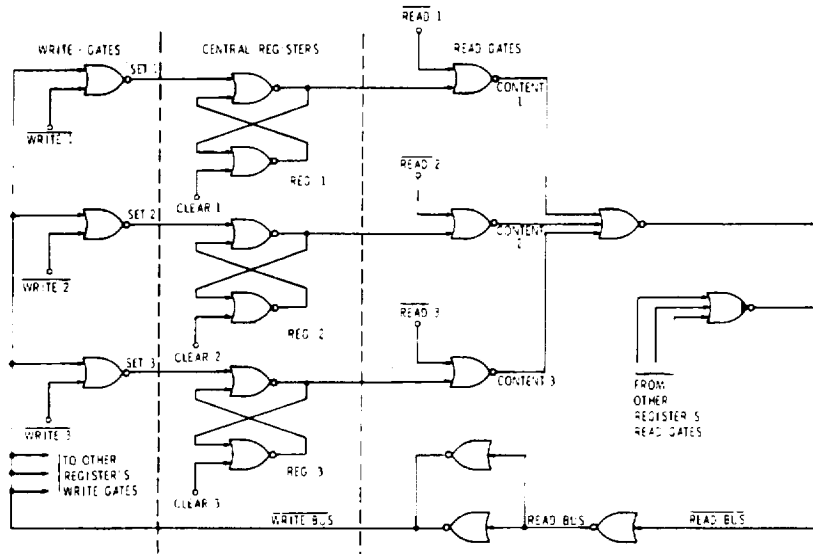 READ 1
WRITE-GATES
CENTRAL REGISTERS
READ GATES
SET 1
CONTENT
1
WRITE 1
REG. 1
READ 2
CLEAR 1
SET 2
CONTENT
2
WRITE 2
REG. 2
READ 3
CLEAR 2
SET 3
CONTENT 3
FROM
OTHER
REGISTER'S
READ GATES
WRITE 3
TO OTHER
REGISTER'S
WRITE GATES
REG. 3
CLEAR 3
WRITE BUS
READ BUS
READ BUS